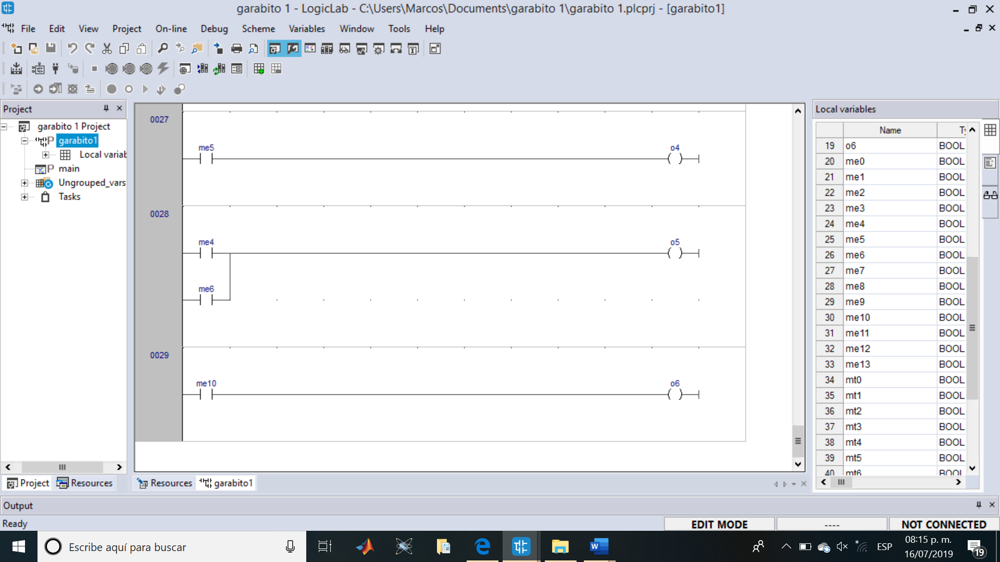 garabito 1 - LogicLab - C:\Users\Marcos\Documents\garabito 1\garabito 1.plcprj - [garabito1]
File Edit View Project On-line Debug Scheme Variables Window Tools Help
Project
garabito 1 Project
garabito1
Local variab
main
Ungrouped_vars
Tasks
Project Resources
0027
me5 o4
0028
me4 o5
me6
0029
me10 o6
Resources garabito1
Local variables
Name Ty
19 o6 BOOL
20 me0 BOOL
21 me1 BOOL
22 me2 BOOL
23 me3 BOOL
24 me4 BOOL
25 me5 BOOL
26 me6 BOOL
27 me7 BOOL
28 me8 BOOL
29 me9 BOOL
30 me10 BOOL
31 me11 BOOL
32 me12 BOOL
33 me13 BOOL
34 mt0 BOOL
35 mt1 BOOL
36 mt2 BOOL
37 mt3 BOOL
38 mt4 BOOL
39 mt5 BOOL
40 mt6 BOOL
Output
Ready EDIT MODE ---- NOT CONNECTED
Escribe aquí para buscar
ESP
08:15 p. m.
16/07/2019
19